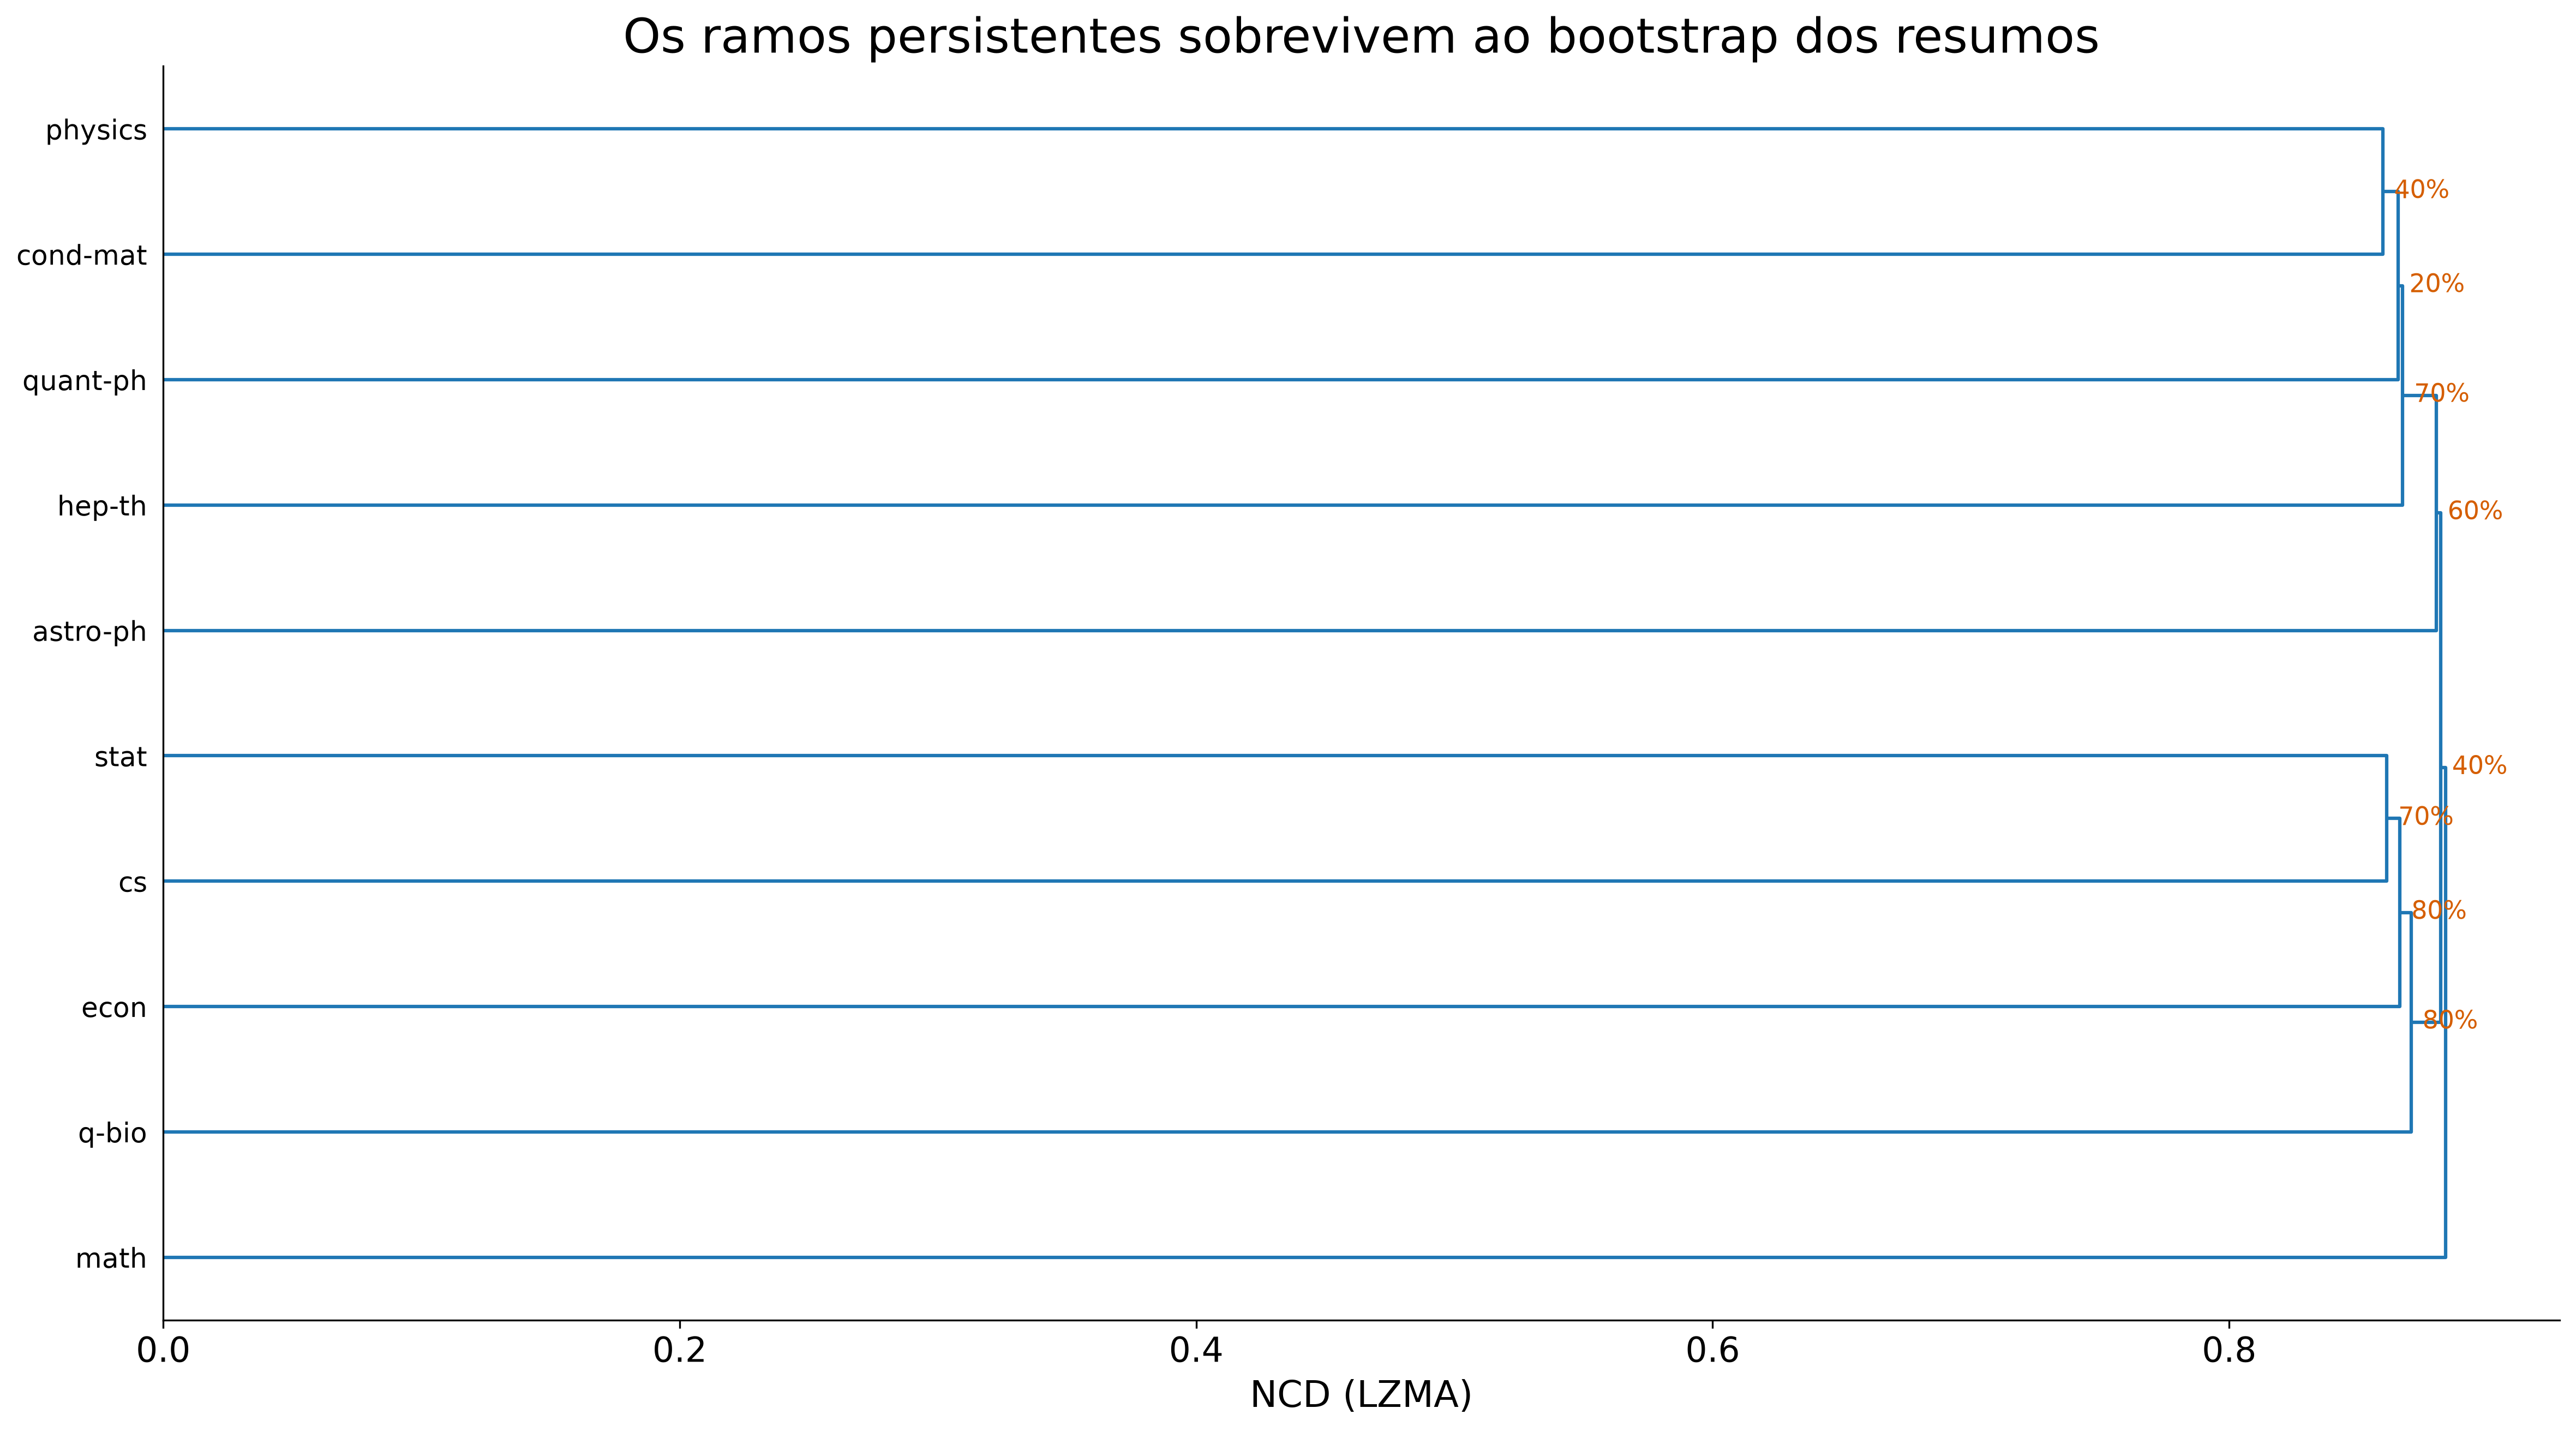 Os ramos persistentes sobrevivem ao bootstrap dos resumos
physics
40%
cond-mat
20%
quant-ph
70%
hep-th
60%
astro-ph
stat
40%
70%
cs
80%
econ
80%
q-bio
math
0.0 0.2 0.4 0.6 0.8
NCD (LZMA)